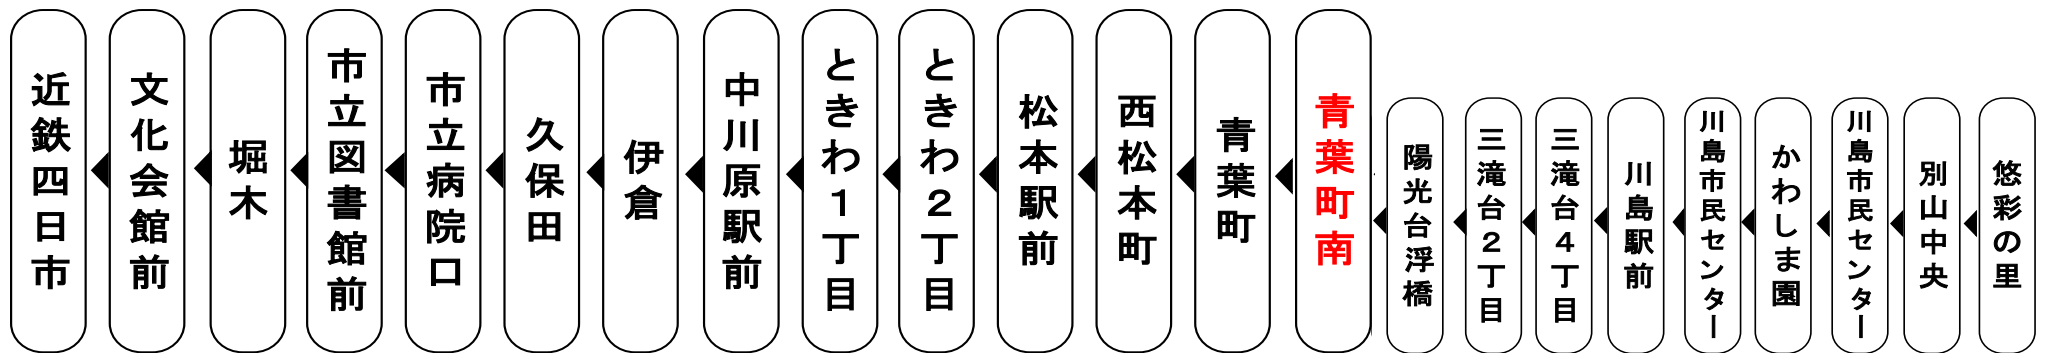 近鉄四日市
文化会館前
堀木
市立図書館前
市立病院口
久保田
伊倉
中川原駅前
ときわ１丁目
ときわ２丁目
松本駅前
西松本町
青葉町
青葉町南
陽光台浮橋
三滝台２丁目
三滝台４丁目
川島駅前
川島市民センター
かわしま園
川島市民センター
別山中央
悠彩の里